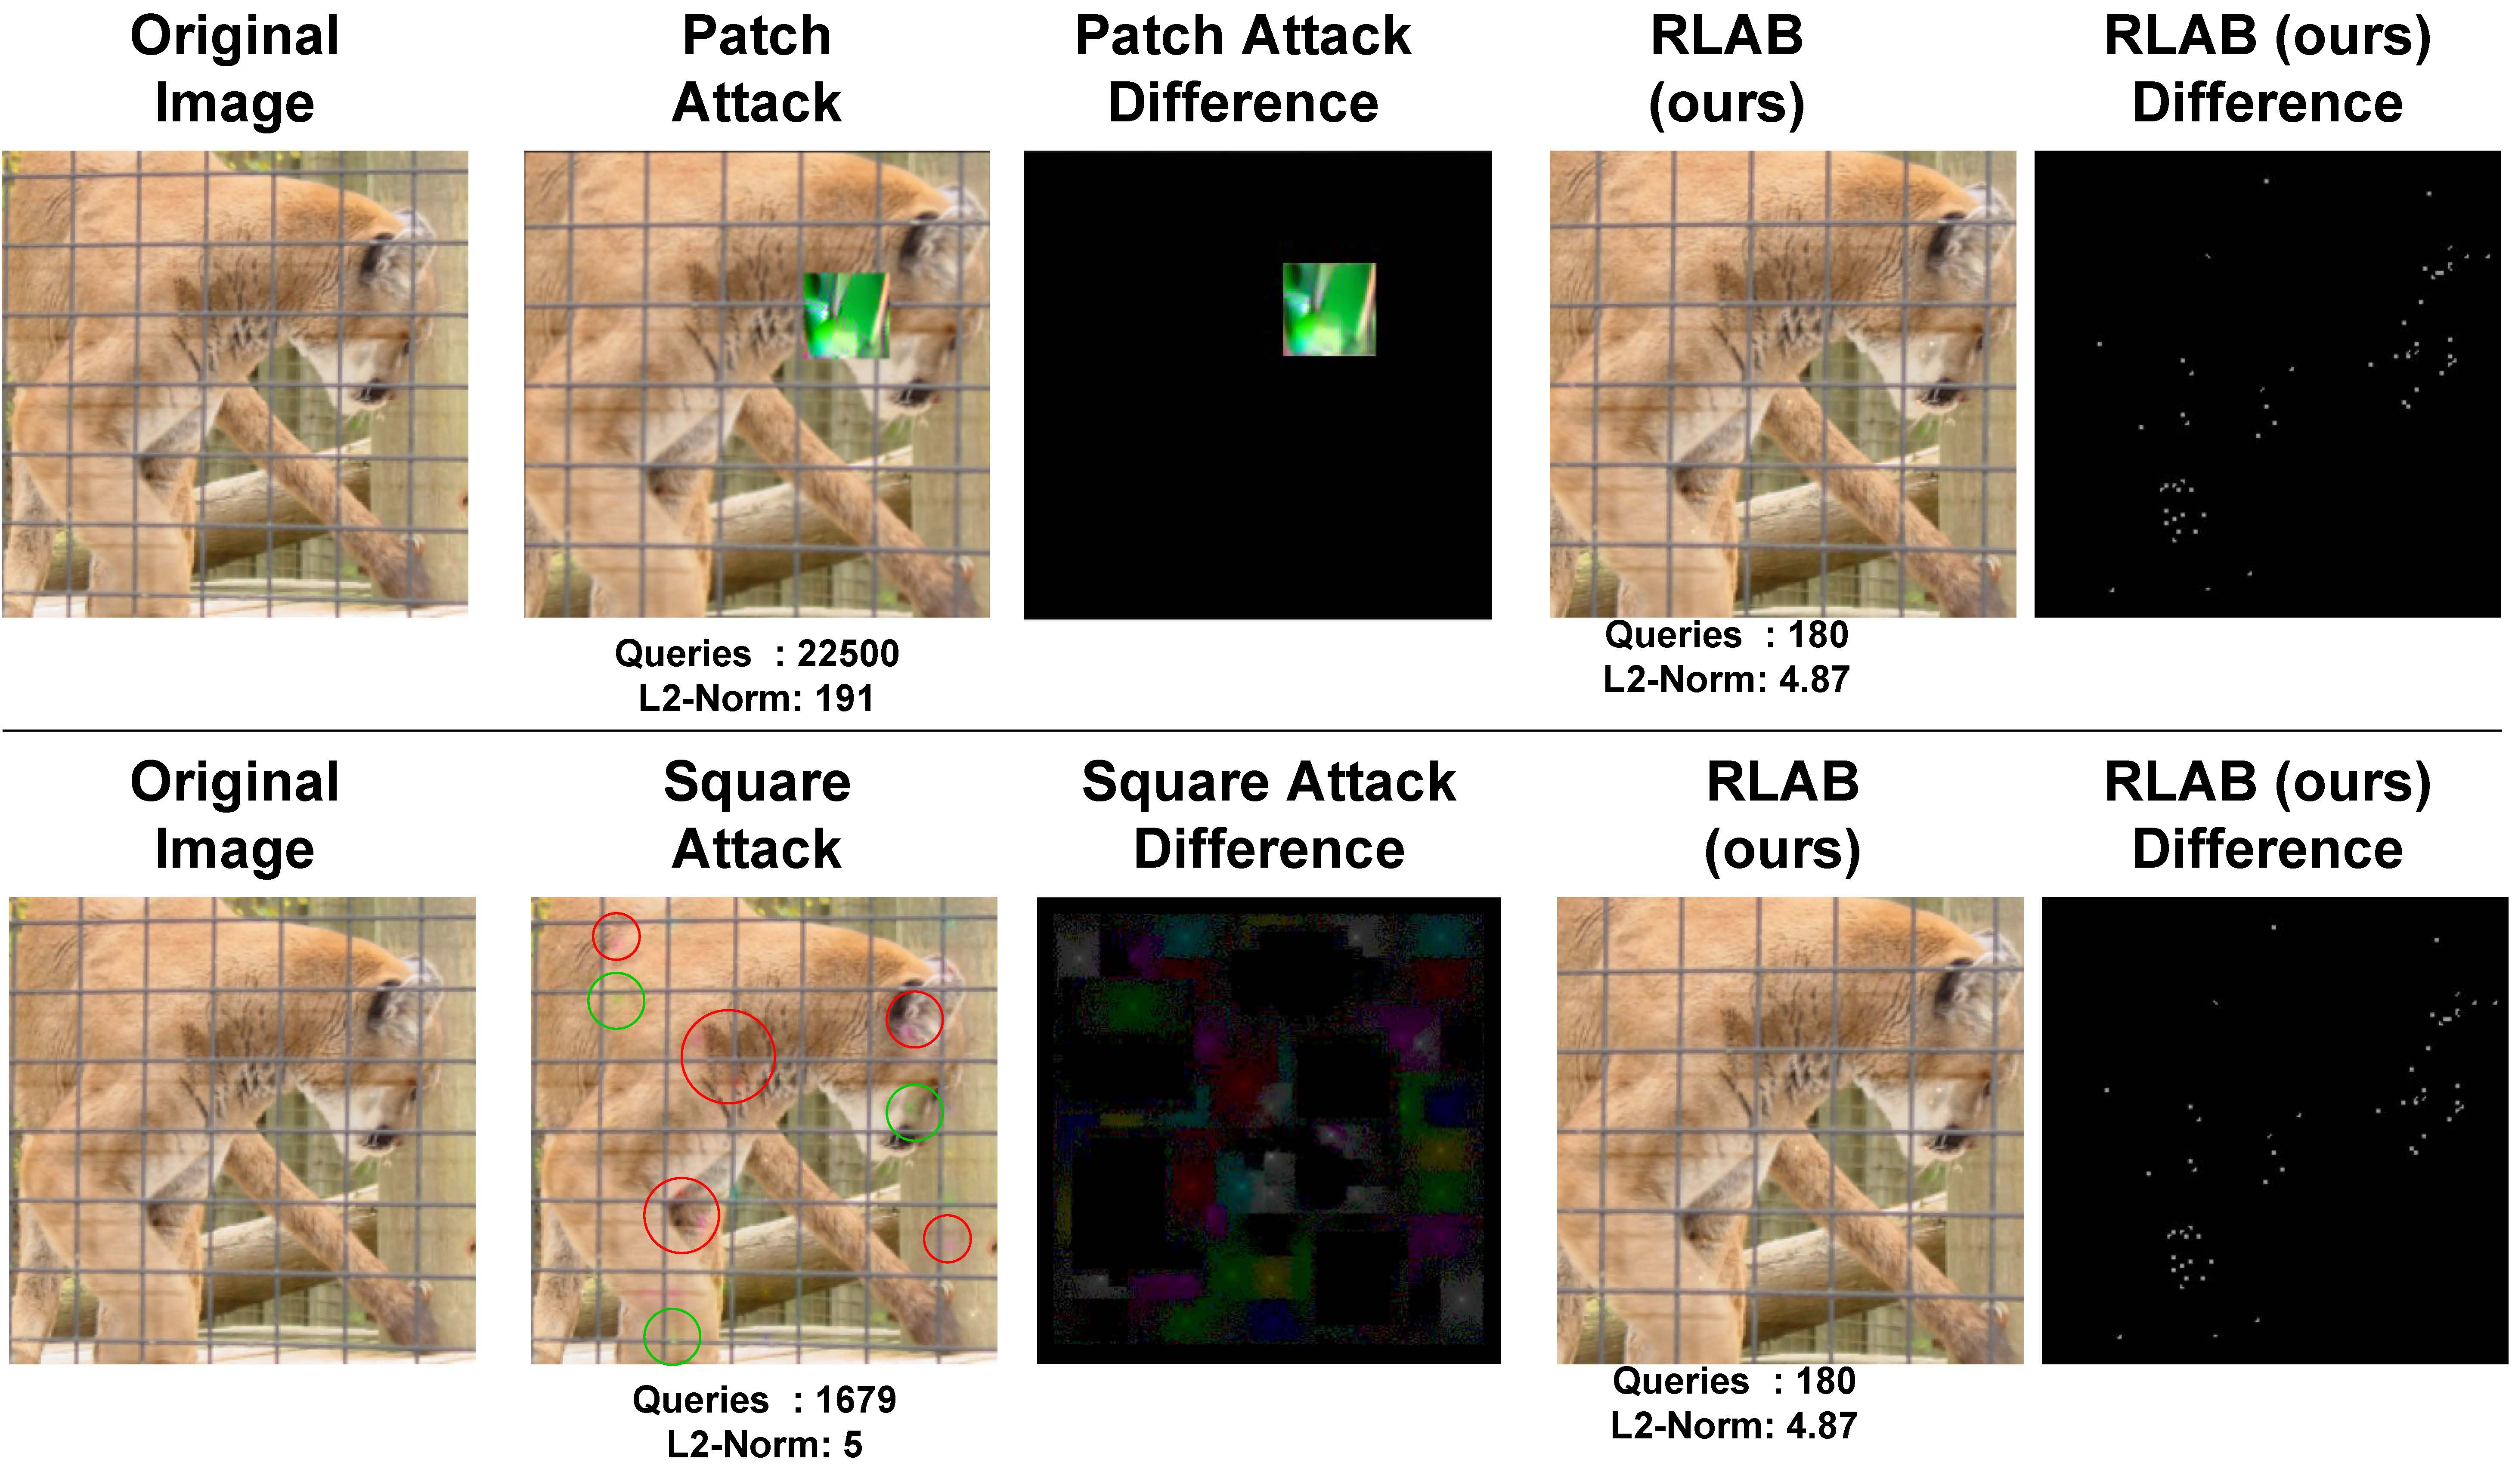 Original
Image
Patch
Attack
Patch Attack
Difference
RLAB
(ours)
RLAB (ours)
Difference
Queries : 22500
L2-Norm: 191
Queries : 180
L2-Norm: 4.87
Original
Image
Square
Attack
Square Attack
Difference
RLAB
(ours)
RLAB (ours)
Difference
Queries : 1679
L2-Norm: 5
Queries : 180
L2-Norm: 4.87